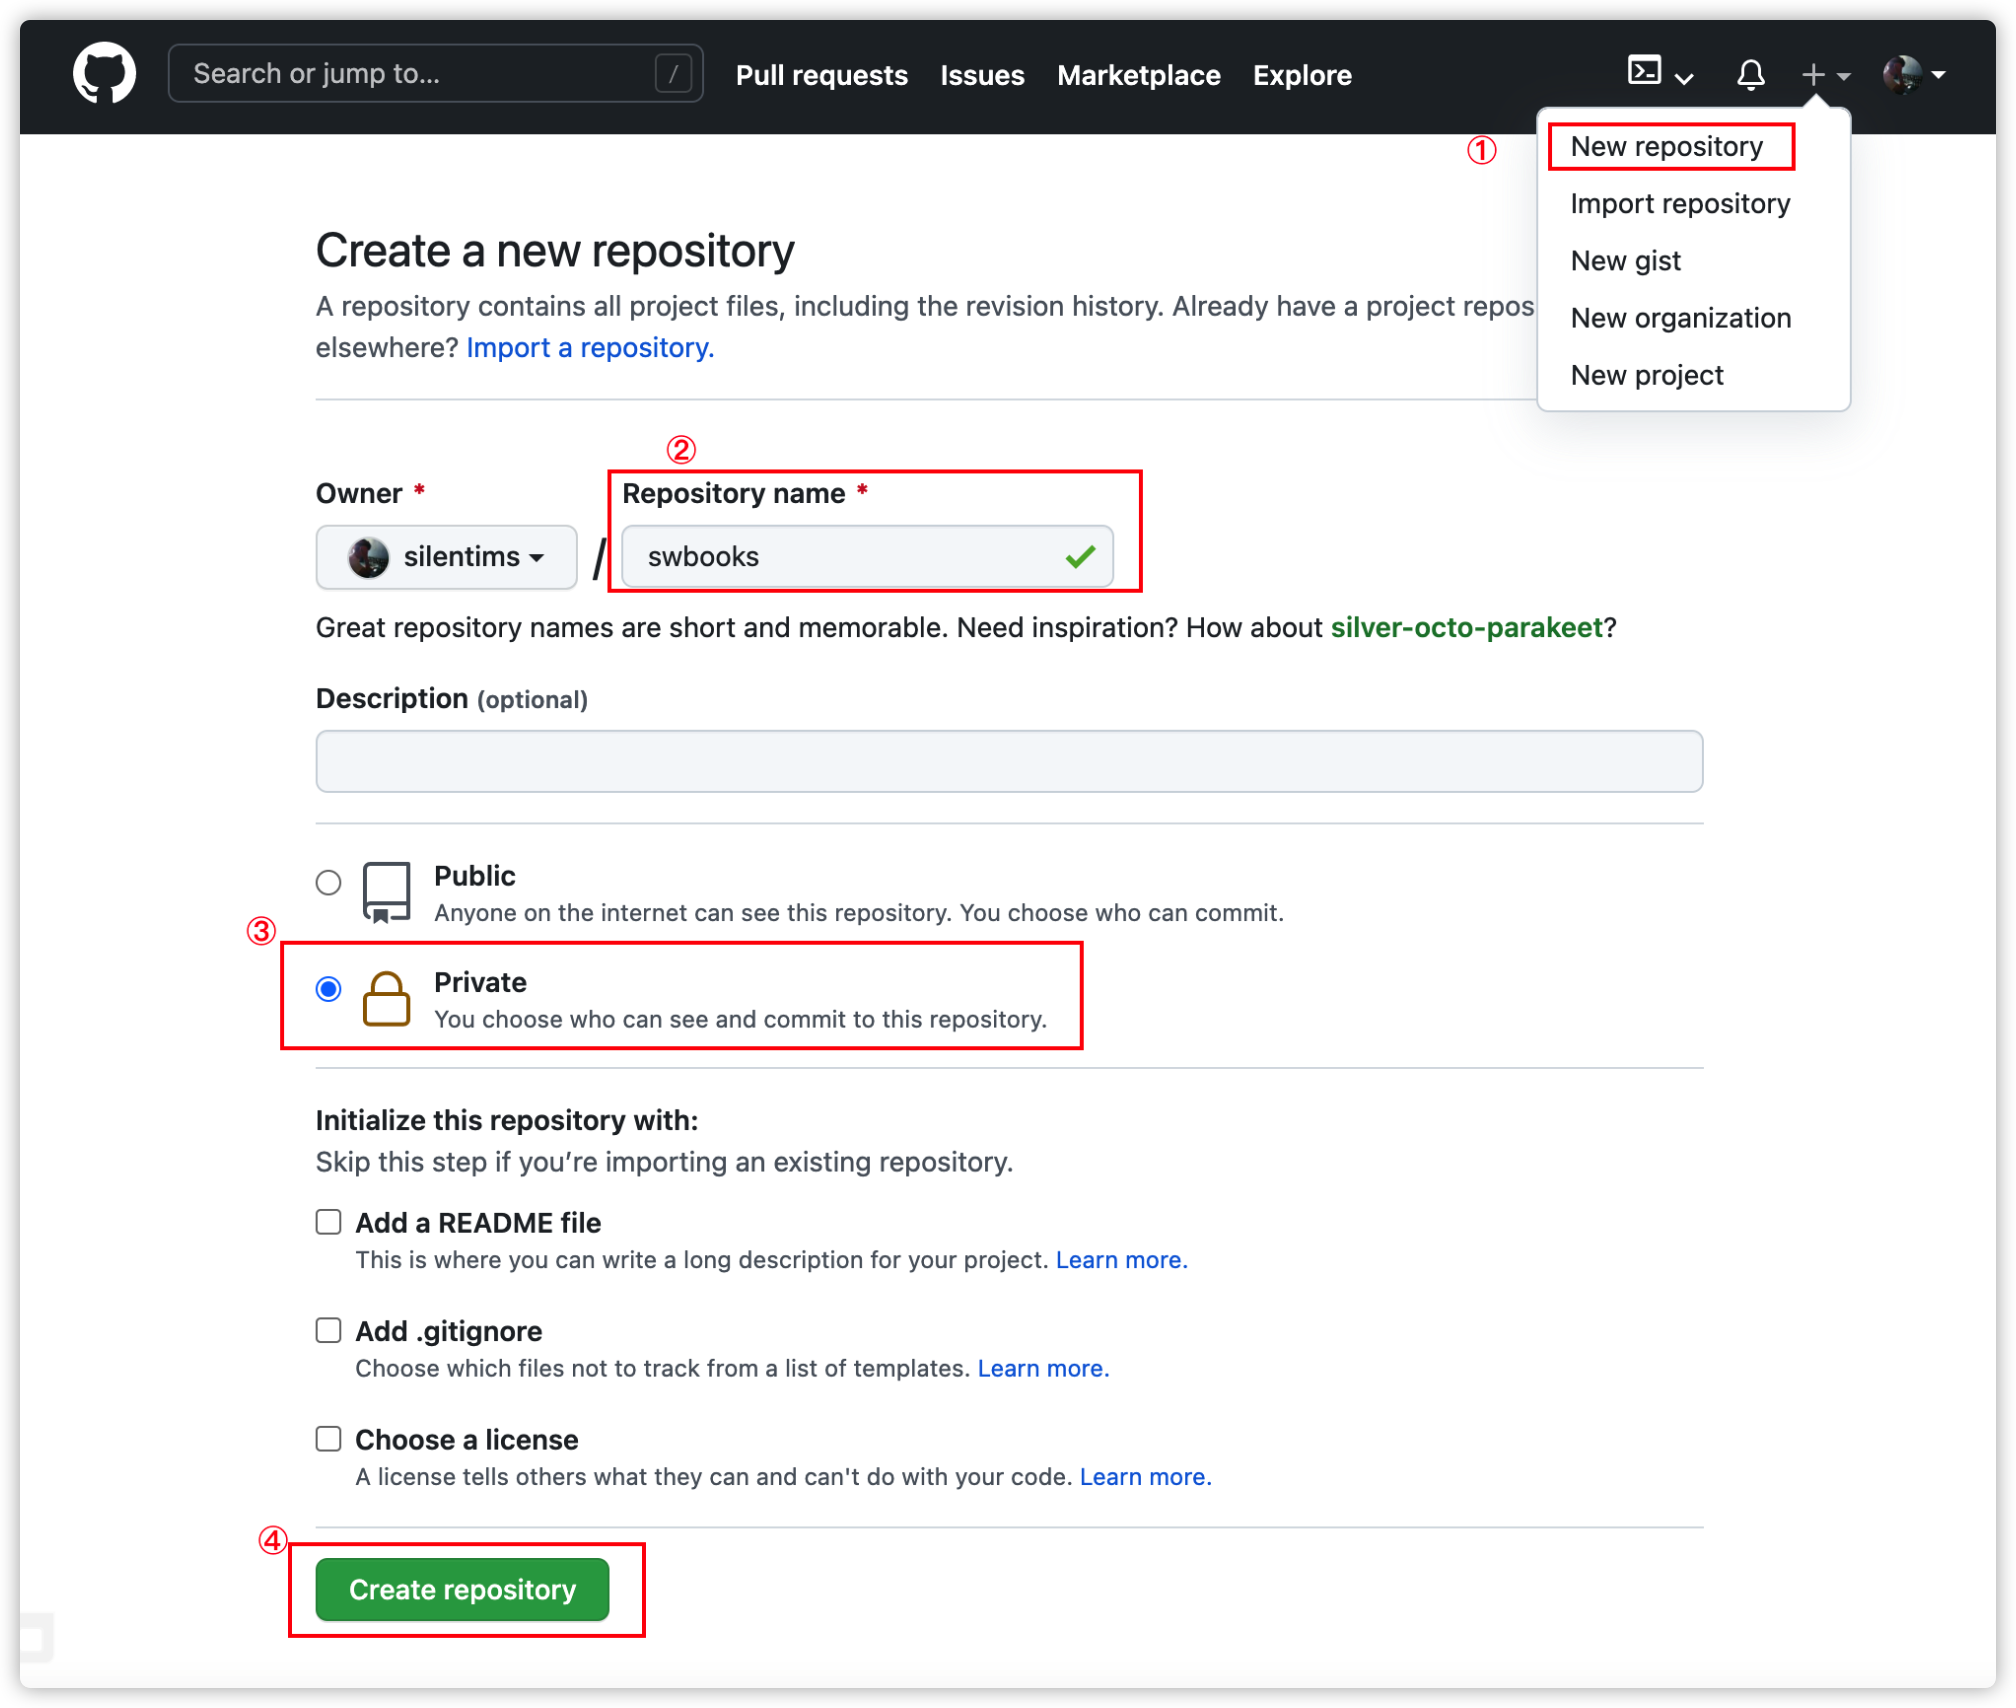 Search or jump to...
/
Pull requests
Issues
Marketplace
Explore
①
New repository
Import repository
New gist
New organization
New project
Create a new repository
A repository contains all project files, including the revision history. Already have a project repos
elsewhere? Import a repository.
②
Owner *
Repository name *
silentims
/
swbooks
Great repository names are short and memorable. Need inspiration? How about silver-octo-parakeet?
Description (optional)
Public
Anyone on the internet can see this repository. You choose who can commit.
③
Private
You choose who can see and commit to this repository.
Initialize this repository with:
Skip this step if you’re importing an existing repository.
Add a README file
This is where you can write a long description for your project. Learn more.
Add .gitignore
Choose which files not to track from a list of templates. Learn more.
Choose a license
A license tells others what they can and can't do with your code. Learn more.
④
Create repository